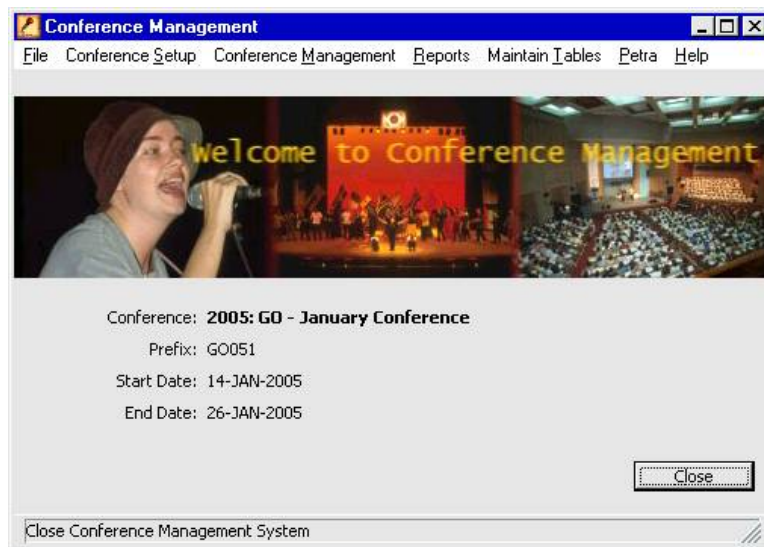 Conference Management
File Conference Setup Conference Management Reports Maintain Tables Petra Help
Welcome to Conference Management
Conference: 2005: GO - January Conference
Prefix: GO051
Start Date: 14-JAN-2005
End Date: 26-JAN-2005
Close
Close Conference Management System